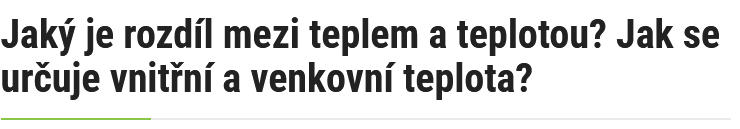 Jaký je rozdíl mezi teplem a teplotou? Jak se
určuje vnitřní a venkovní teplota?